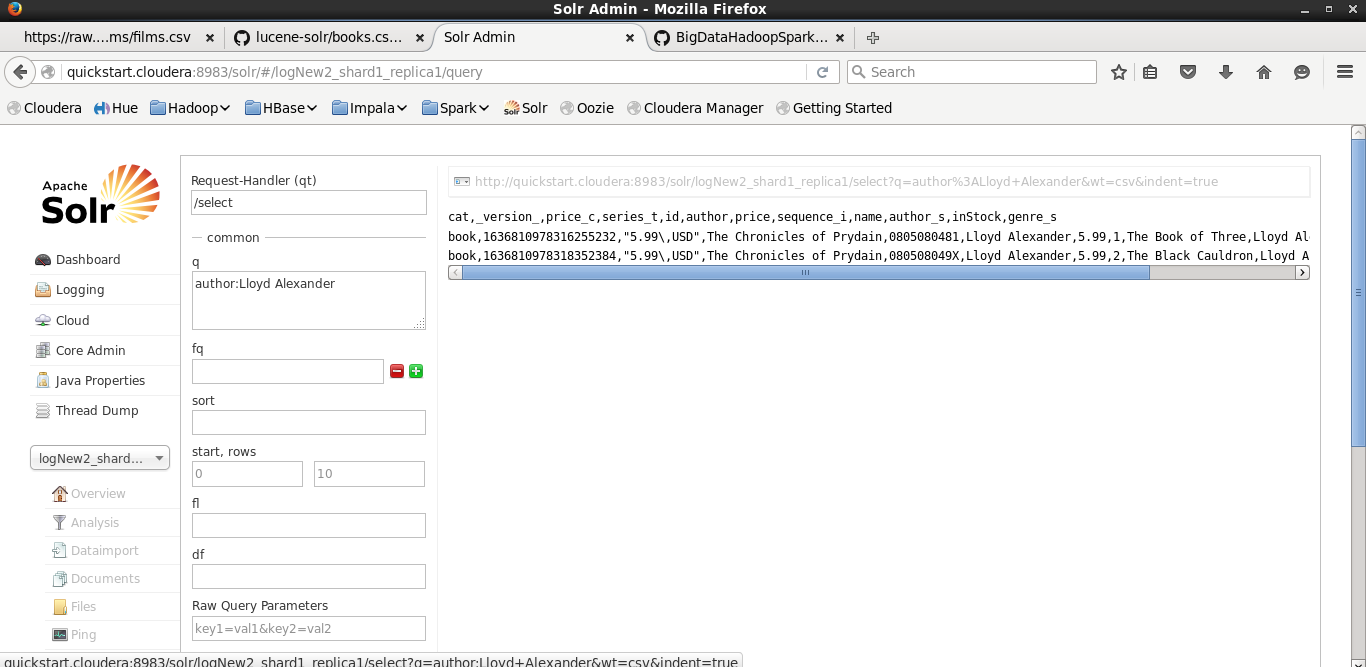 Solr Admin - Mozilla Firefox
https://raw....ms/films.csv
lucene-solr/books.cs...
Solr Admin
BigDataHadoopSpark...
quickstart.cloudera:8983/solr/#/logNew2_shard1_replica1/query
Search
Cloudera Hue Hadoop HBase Impala Spark Solr Oozie Cloudera Manager Getting Started
Apache
Solr
Dashboard
Logging
Cloud
Core Admin
Java Properties
Thread Dump
logNew2_shard...
Overview
Analysis
Dataimport
Documents
Files
Ping
Request-Handler (qt)
/select
common
q
author:Lloyd Alexander
fq
sort
start, rows
0 10
fl
df
Raw Query Parameters
key1=val1&key2=val2
http://quickstart.cloudera:8983/solr/logNew2_shard1_replica1/select?q=author%3ALloyd+Alexander&wt=csv&indent=true
cat,_version_,price_c,series_t,id,author,price,sequence_i,name,author_s,inStock,genre_s
book,1636810978316255232,"5.99\,USD",The Chronicles of Prydain,0805080481,Lloyd Alexander,5.99,1,The Book of Three,Lloyd Al
book,1636810978318352384,"5.99\,USD",The Chronicles of Prydain,080508049X,Lloyd Alexander,5.99,2,The Black Cauldron,Lloyd A
quickstart.cloudera:8983/solr/logNew2_shard1_replica1/select?q=author:Lloyd+Alexander&wt=csv&indent=true